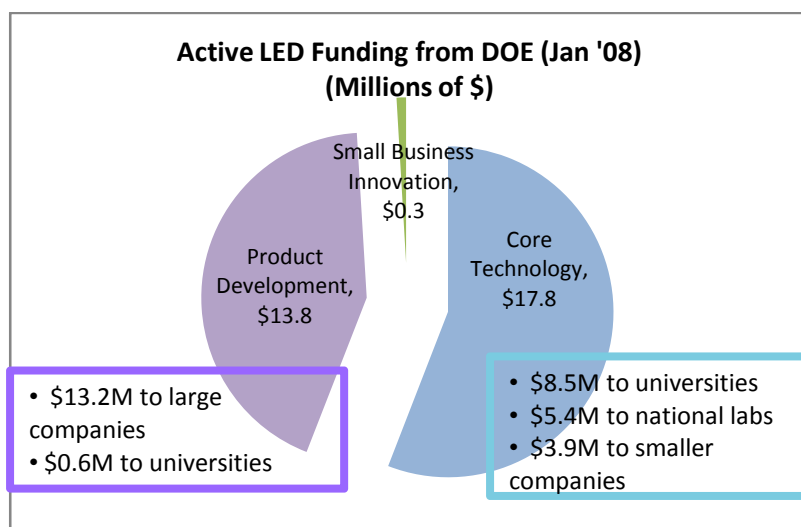 Active LED Funding from DOE (Jan '08)
(Millions of $)
Small Business
Innovation,
$0.3
Product
Development,
$13.8
Core
Technology,
$17.8
• $13.2M to large
companies
• $0.6M to universities
• $8.5M to universities
• $5.4M to national labs
• $3.9M to smaller
companies